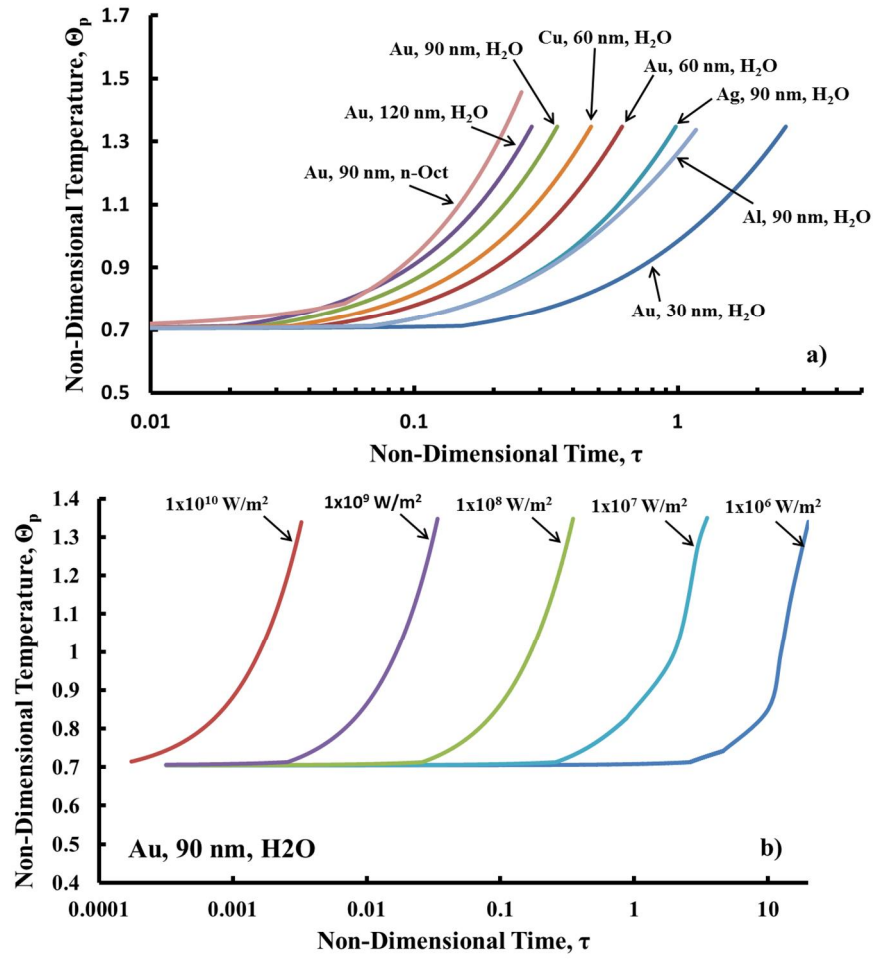 1.7
1.5
1.3
1.1
0.9
0.7
0.5
Non-Dimensional Temperature, Θp
Au, 90 nm, H2O
Cu, 60 nm, H2O
Au, 60 nm, H2O
Ag, 90 nm, H2O
Au, 120 nm, H2O
Au, 90 nm, n-Oct
Al, 90 nm, H2O
Au, 30 nm, H2O
a)
0.01
0.1
1
Non-Dimensional Time, τ
1.4
1.3
1.2
1.1
1
0.9
0.8
0.7
0.6
0.5
0.4
Non-Dimensional Temperature, Θp
1x10¹⁰ W/m²
1x10⁹ W/m²
1x10⁸ W/m²
1x10⁷ W/m²
1x10⁶ W/m²
Au, 90 nm, H2O
b)
0.0001
0.001
0.01
0.1
1
10
Non-Dimensional Time, τ